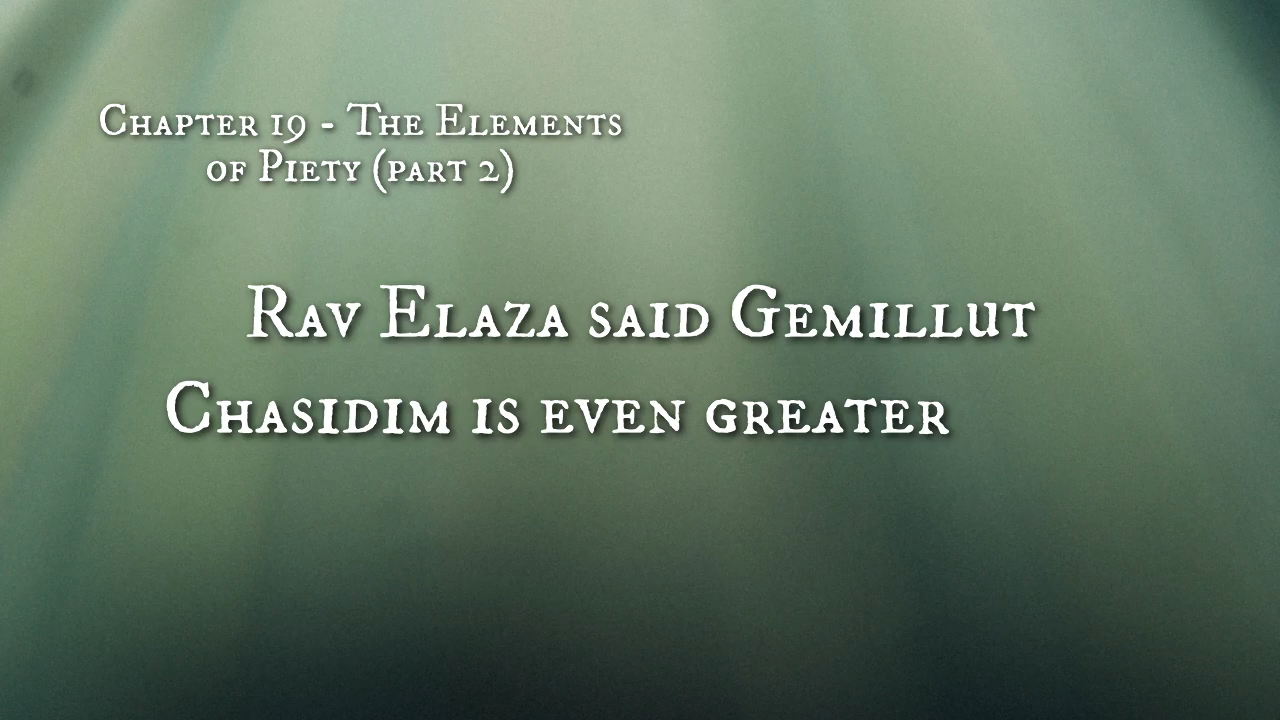 Chapter 19 - The Elements
of Piety (part 2)
Rav Elaza said Gemillut
Chasidim is even greater